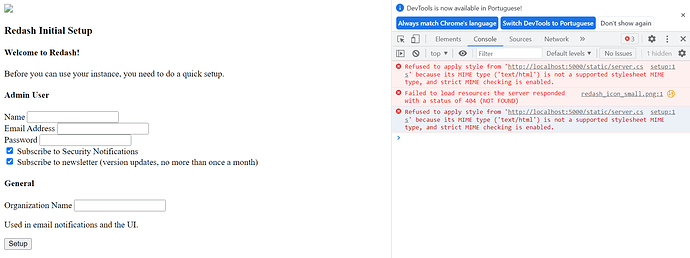 Redash Initial Setup
Welcome to Redash!
Before you can use your instance, you need to do a quick setup.
Admin User
Name
Email Address
Password
Subscribe to Security Notifications
Subscribe to newsletter (version updates, no more than once a month)
General
Organization Name
Used in email notifications and the UI.
Setup
DevTools is now available in Portuguese!
Always match Chrome's language
Switch DevTools to Portuguese
Don't show again
Elements
Console
Sources
Network
»
3
top
Filter
Default levels
No Issues
1 hidden
Refused to apply style from 'http://localhost:5000/static/server.cs setup:1
s' because its MIME type ('text/html') is not a supported stylesheet MIME
type, and strict MIME checking is enabled.
Failed to load resource: the server responded redash_icon_small.png:1
with a status of 404 (NOT FOUND)
Refused to apply style from 'http://localhost:5000/static/server.cs setup:1
s' because its MIME type ('text/html') is not a supported stylesheet MIME
type, and strict MIME checking is enabled.